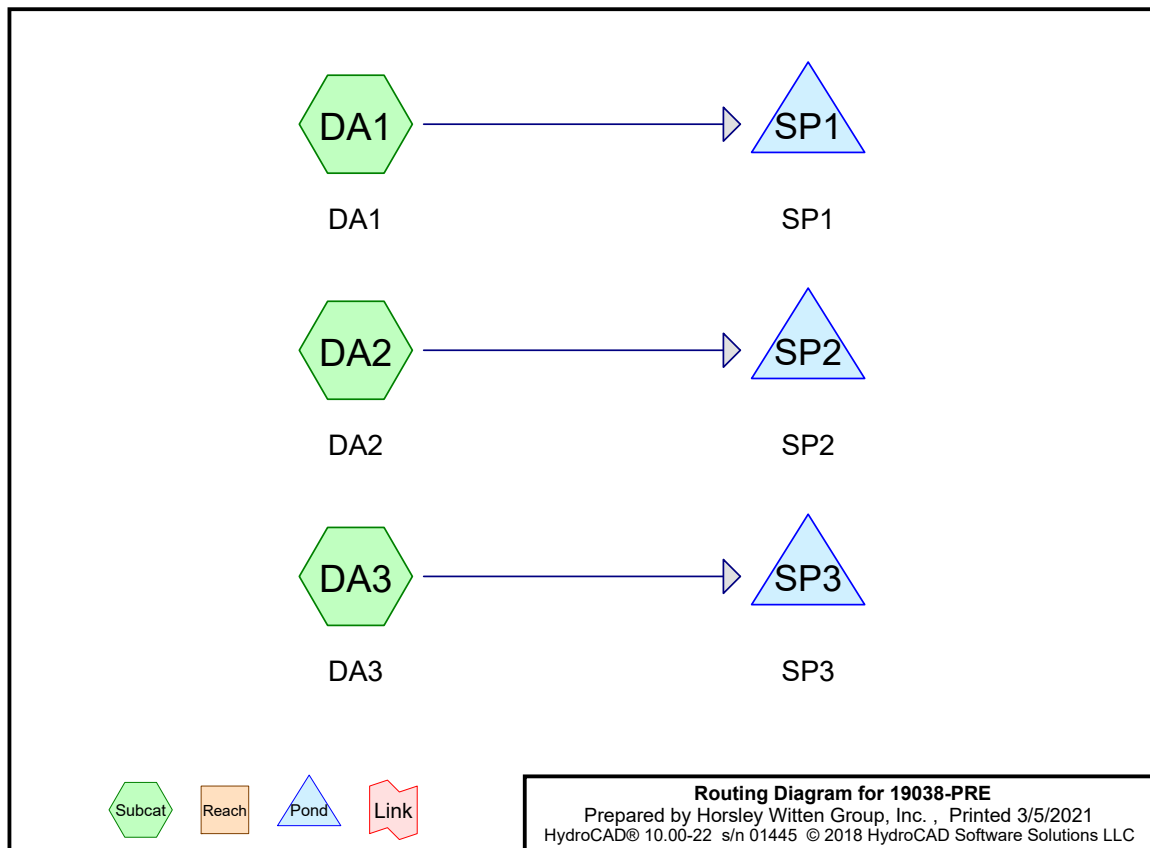 DA1
SP1
DA1
SP1
DA2
SP2
DA2
SP2
DA3
SP3
DA3
SP3
Subcat
Reach
Pond
Link
Routing Diagram for 19038-PRE
Prepared by Horsley Witten Group, Inc. , Printed 3/5/2021
HydroCAD® 10.00-22 s/n 01445 © 2018 HydroCAD Software Solutions LLC